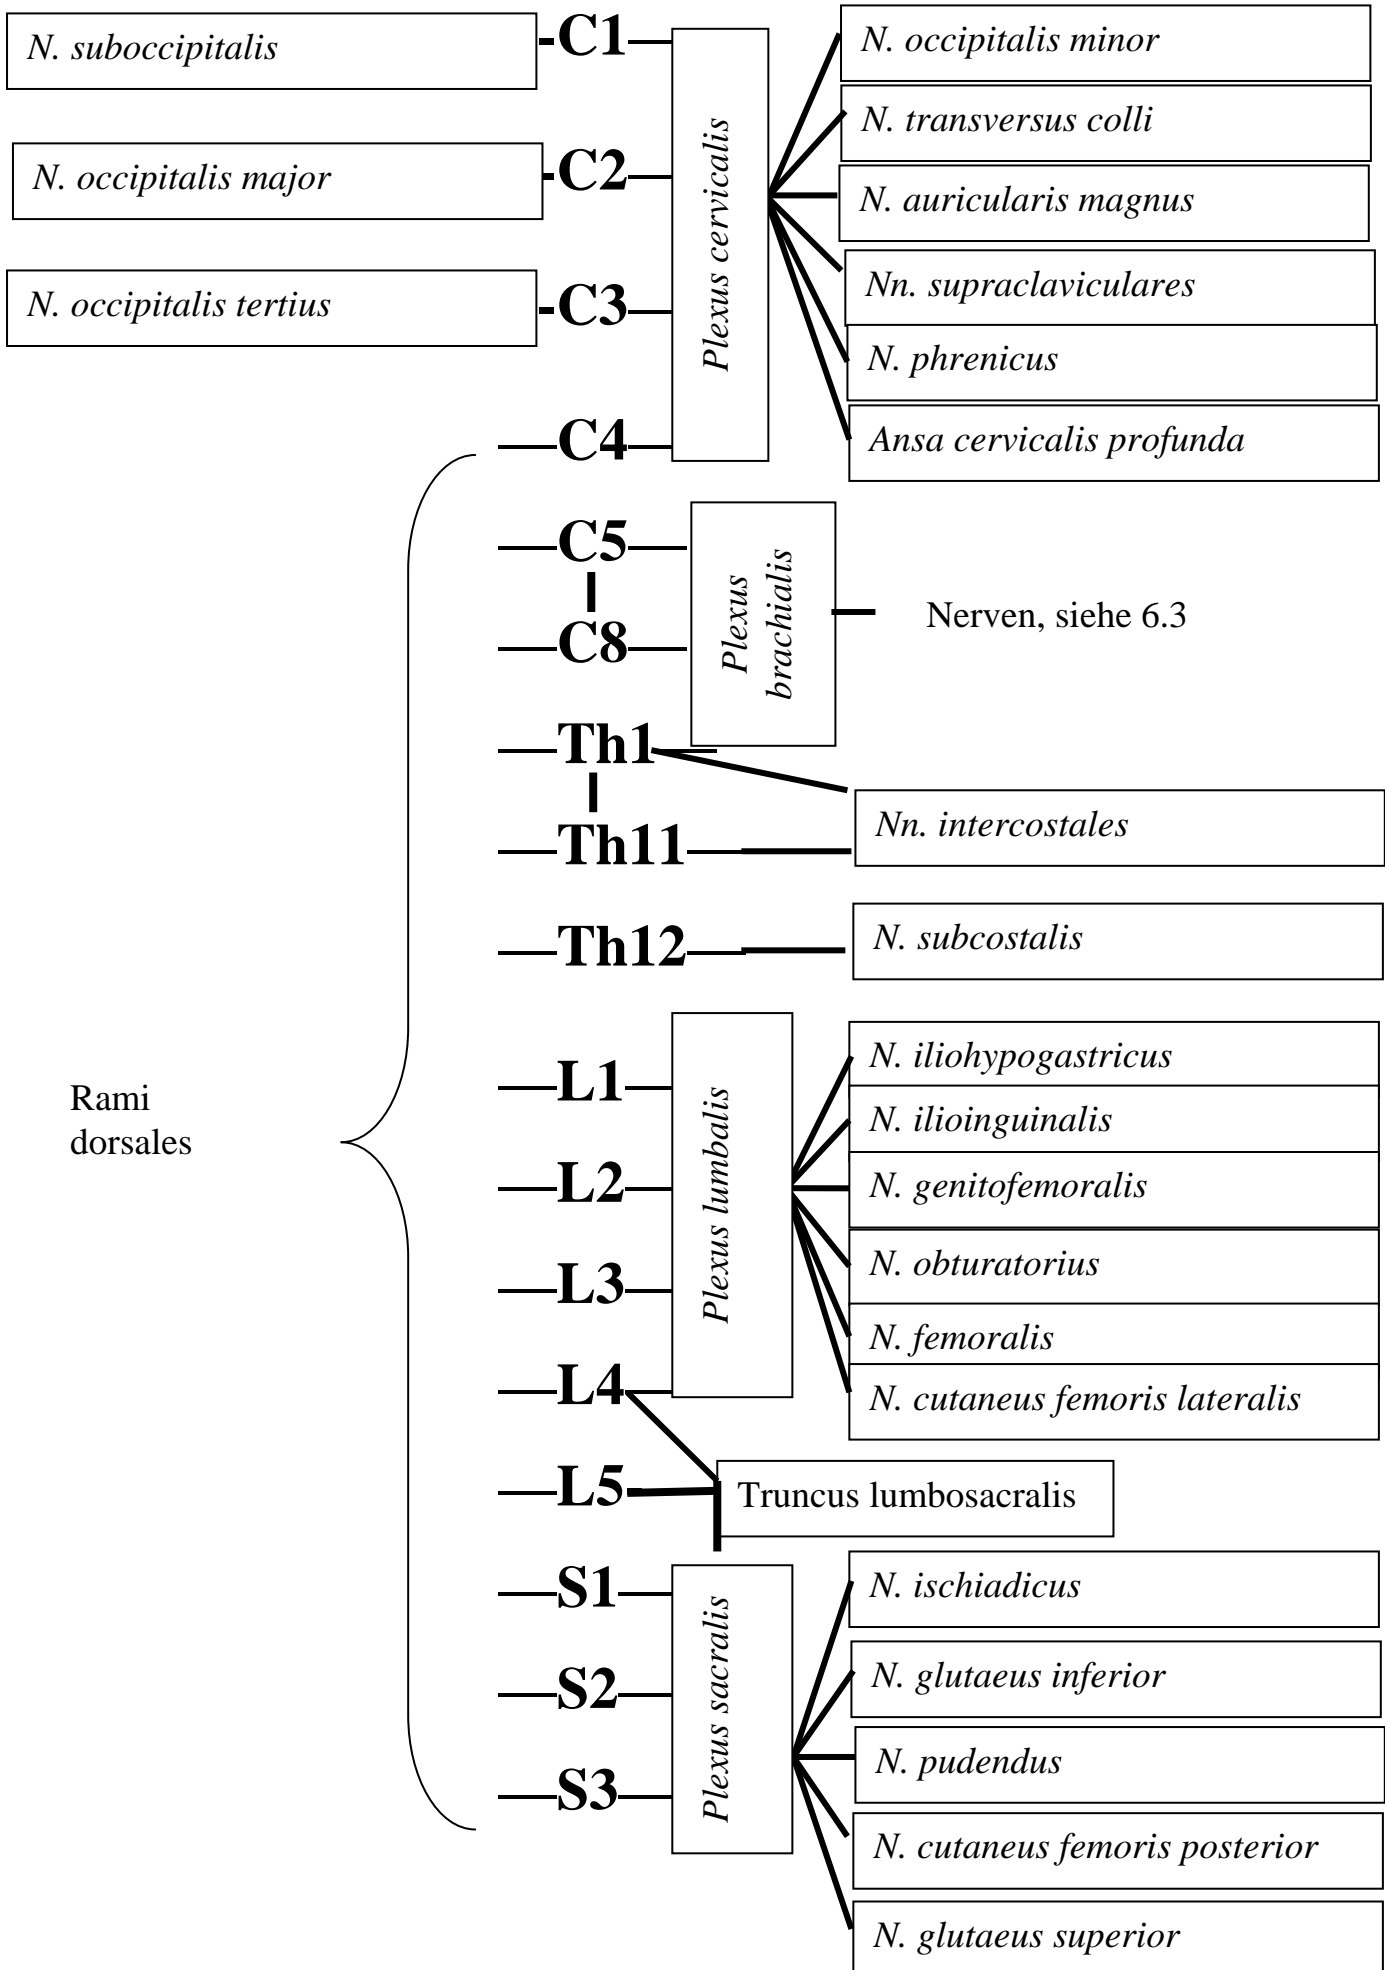 N. suboccipitalis
C1
N. occipitalis minor
N. transversus colli
N. occipitalis major
C2
Plexus cervicalis
N. auricularis magnus
Nn. supraclaviculares
N. occipitalis tertius
C3
N. phrenicus
C4
Ansa cervicalis profunda
C5
Plexus
brachialis
Nerven, siehe 6.3
C8
Th1
Nn. intercostales
Th11
Th12
N. subcostalis
Rami
dorsales
L1
Plexus lumbalis
N. iliohypogastricus
N. ilioinguinalis
L2
N. genitofemoralis
L3
N. obturatorius
N. femoralis
L4
N. cutaneus femoris lateralis
L5
Truncus lumbosacralis
S1
Plexus sacralis
N. ischiadicus
S2
N. glutaeus inferior
N. pudendus
S3
N. cutaneus femoris posterior
N. glutaeus superior